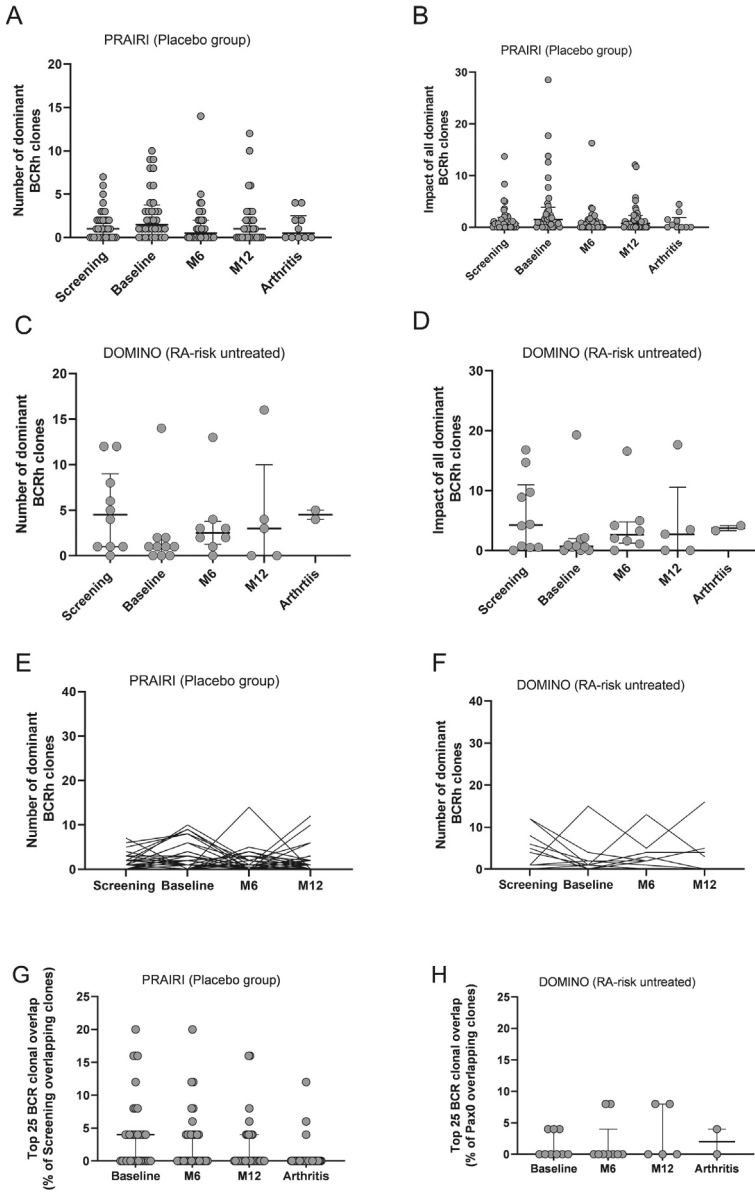 A
PRAIRI (Placebo group)
Number of dominant
BCRh clones
20
15
10
5
0
Screening
Baseline
M6
M12
Arthritis
B
PRAIRI (Placebo group)
Impact of all dominant
BCRh clones
30
20
10
0
Screening
Baseline
M6
M12
Arthritis
C
DOMINO (RA-risk untreated)
Number of dominant
BCRh clones
20
15
10
5
0
Screening
Baseline
M6
M12
Arthrtiis
D
DOMINO (RA-risk untreated)
Impact of all dominant
BCRh clones
30
20
10
0
Screening
Baseline
M6
M12
Arthrtiis
E
PRAIRI (Placebo group)
Number of dominant
BCRh clones
40
30
20
10
0
Screening Baseline M6 M12
F
DOMINO (RA-risk untreated)
Number of dominant
BCRh clones
40
30
20
10
0
Screening Baseline M6 M12
G
PRAIRI (Placebo group)
Top 25 BCR clonal overlap
(% of Screening overlapping clones)
25
20
15
10
5
0
Baseline M6 M12 Arthritis
H
DOMINO (RA-risk untreated)
Top 25 BCR clonal overlap
(% of Pax0 overlapping clones)
25
20
15
10
5
0
Baseline M6 M12 Arthritis